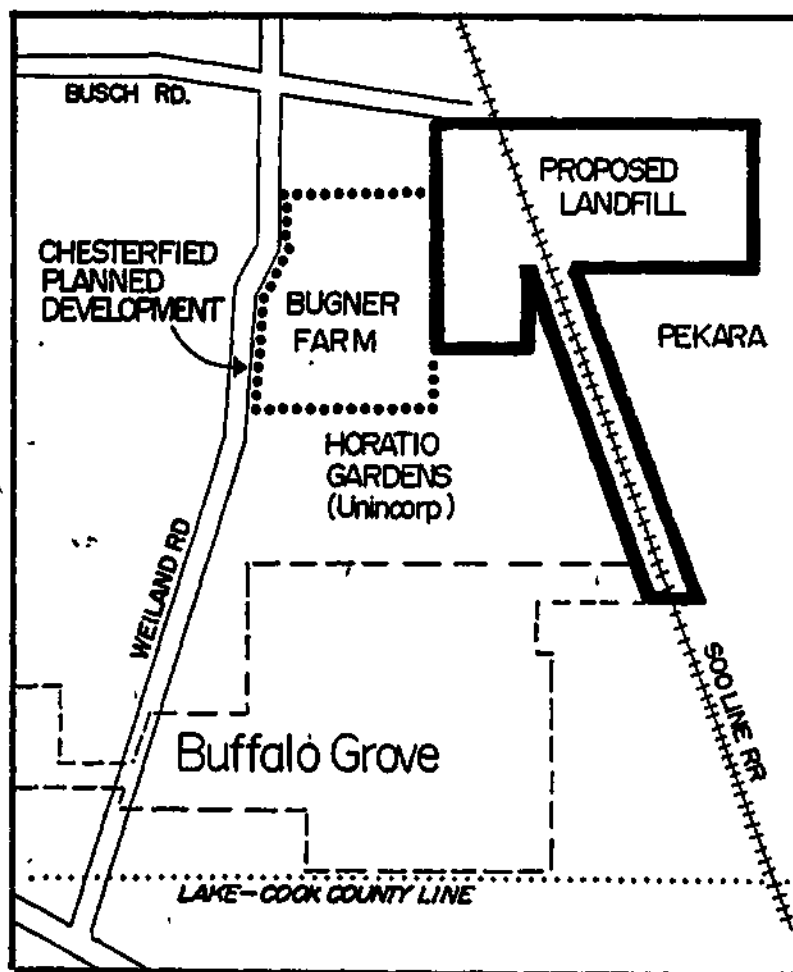 BUSCH RD.
PROPOSED
LANDFILL
CHESTERFIED
PLANNED
DEVELOPMENT
BUGNER
FARM
PEKARA
HORATIO
GARDENS
(Unincorp)
WEILAND RD
SOO LINE RR
Buffalo Grove
LAKE-COOK COUNTY LINE